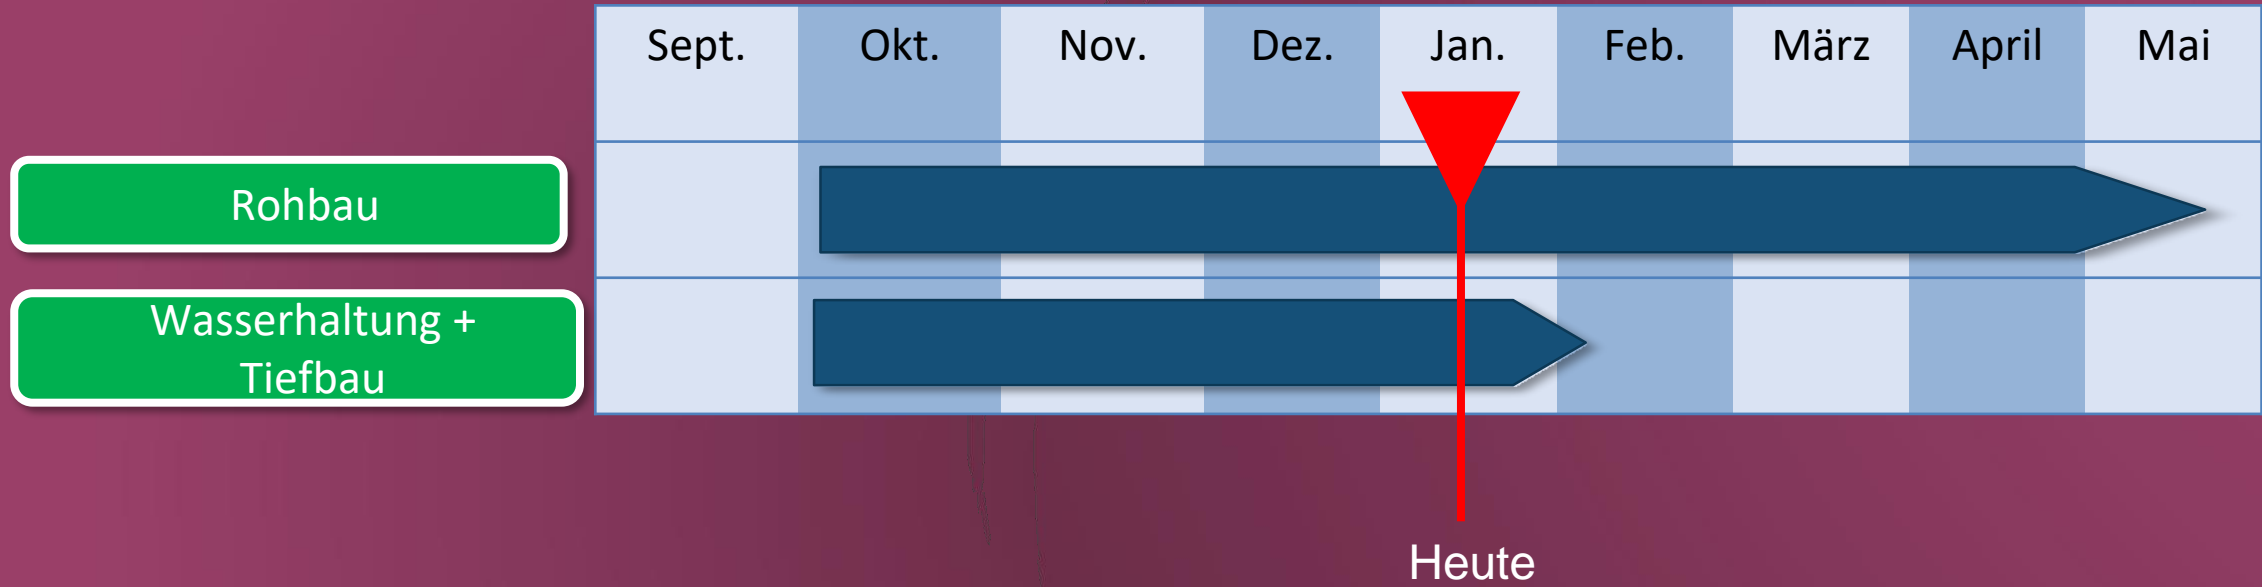 Sept. Okt. Nov. Dez. Jan. Feb. März April Mai
Rohbau
Wasserhaltung +
Tiefbau
Heute